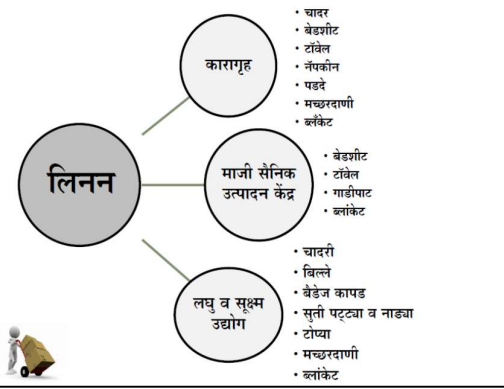 लिनन
कारागृह
• चादर
• बेडशीट
• टॉवेल
• नॅपकीन
• पडदे
• मच्छरदाणी
• ब्लँकेट
माजी सैनिक
उत्पादन केंद्र
• बेडशीट
• टॉवेल
• गाडीपाट
• ब्लांकेट
लघु व सूक्ष्म
उद्योग
• चादरी
• बिल्ले
• बैडेज कापड
• सुती पट्ट्या व नाड्या
• टोप्या
• मच्छरदाणी
• ब्लांकेट